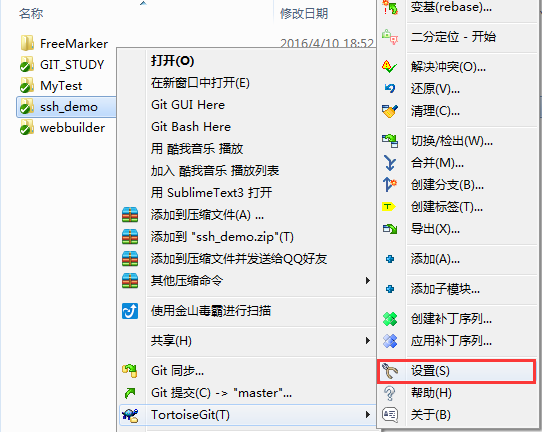 名称
修改日期
FreeMarker
2016/4/10 18:52
GIT_STUDY
MyTest
ssh_demo
webbuilder
打开(O)
在新窗口中打开(E)
Git GUI Here
Git Bash Here
用 酷我音乐 播放
加入 酷我音乐 播放列表
用 SublimeText3 打开
添加到压缩文件(A) ...
添加到 "ssh_demo.zip"(T)
添加到压缩文件并发送给QQ好友
其他压缩命令
使用金山毒霸进行扫描
共享(H)
Git 同步...
Git 提交(C) -> "master"...
TortoiseGit(T)
变基(rebase)...
二分定位 - 开始
解决冲突(O)...
还原(V)...
清理(C)...
切换/检出(W)...
合并(M)...
创建分支(B)...
创建标签(T)...
导出(X)...
添加(A)...
添加子模块...
创建补丁序列...
应用补丁序列...
设置(S)
帮助(H)
关于(B)